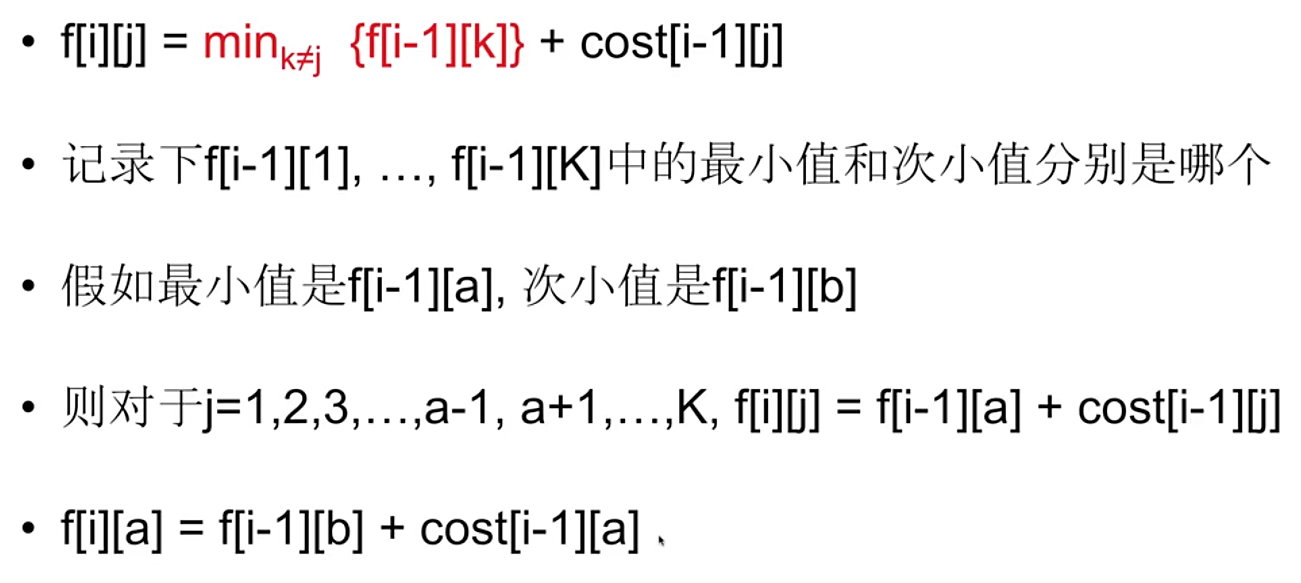 • f[i][j] = min_{k≠j} {f[i-1][k]} + cost[i-1][j]
• 记录下f[i-1][1], …, f[i-1][K]中的最小值和次小值分别是哪个
• 假如最小值是f[i-1][a], 次小值是f[i-1][b]
• 则对于j=1,2,3,…,a-1, a+1,…,K, f[i][j] = f[i-1][a] + cost[i-1][j]
• f[i][a] = f[i-1][b] + cost[i-1][a]